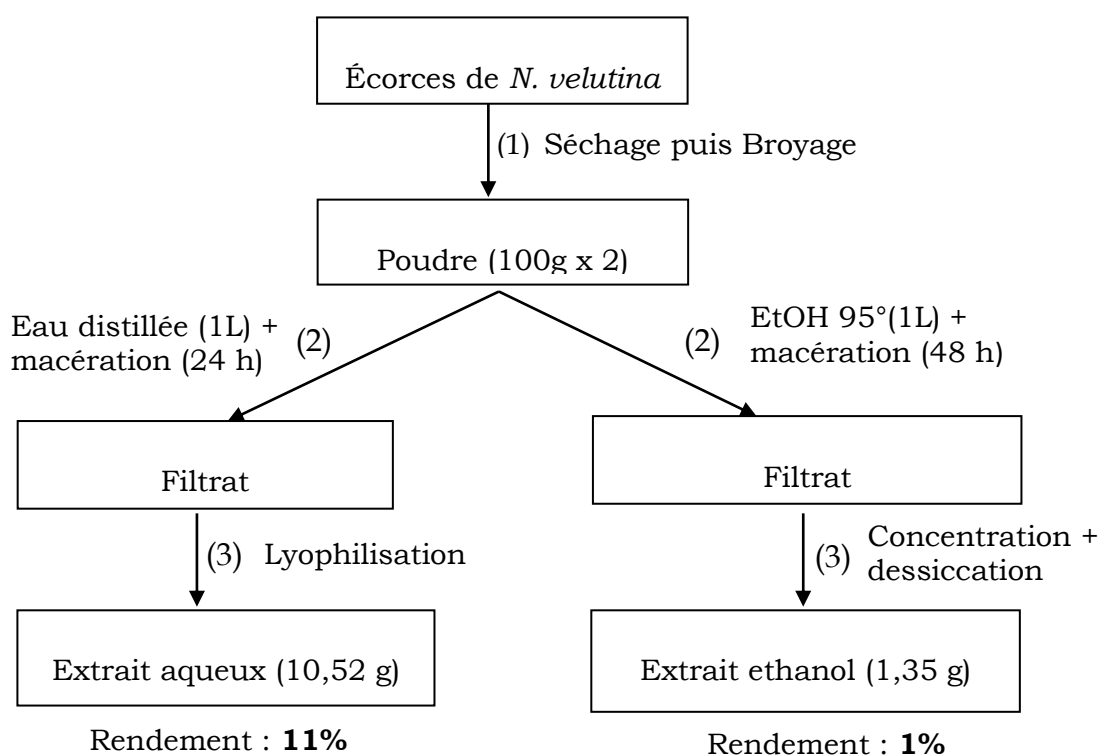 Écorces de N. velutina
(1) Séchage puis Broyage
Poudre (100g x 2)
Eau distillée (1L) +
macération (24 h)
(2)
(2)
EtOH 95°(1L) +
macération (48 h)
Filtrat
Filtrat
(3) Lyophilisation
(3)
Concentration +
dessiccation
Extrait aqueux (10,52 g)
Extrait ethanol (1,35 g)
Rendement : 11%
Rendement : 1%